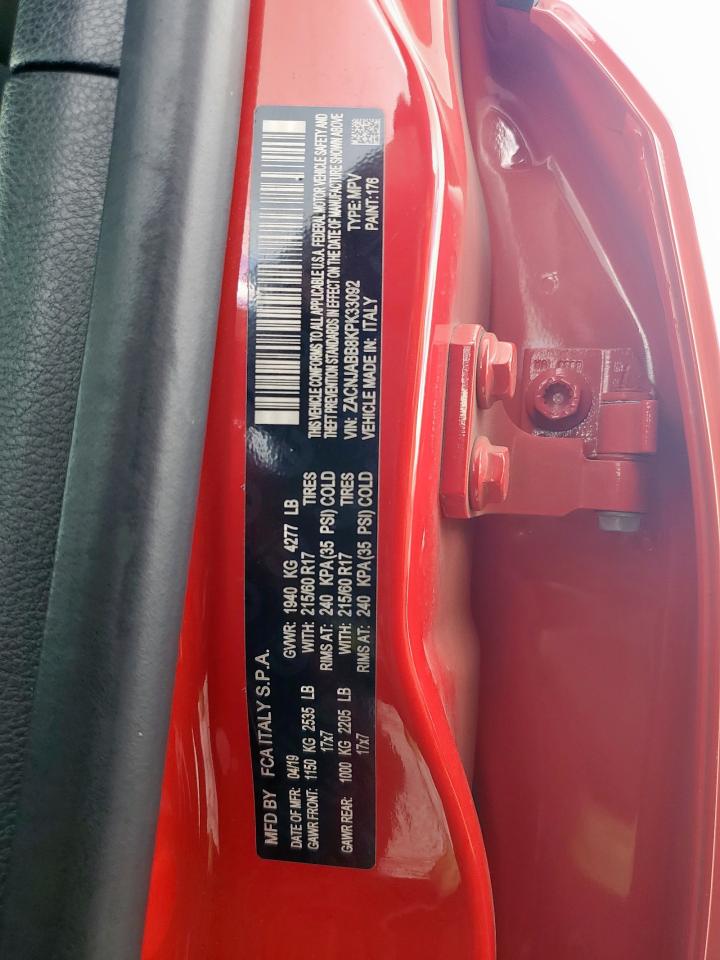 MFD BY FCA ITALY S.P.A.
DATE OF MFR: 04/19 GVWR: 1940 KG 4277 LB
GAWR FRONT: 1150 KG 2535 LB WITH: 215/60 R17 TIRES
17x7 RIMS AT: 240 KPA(35 PSI) COLD
GAWR REAR: 1000 KG 2205 LB WITH: 215/60 R17 TIRES
17x7 RIMS AT: 240 KPA(35 PSI) COLD
THIS VEHICLE CONFORMS TO ALL APPLICABLE U.S.A. FEDERAL MOTOR VEHICLE SAFETY AND
THEFT PREVENTION STANDARDS IN EFFECT ON THE DATE OF MANUFACTURE SHOWN ABOVE
VIN: ZACNJABB8KPK33092 TYPE: MPV
VEHICLE MADE IN: ITALY PAINT: 176